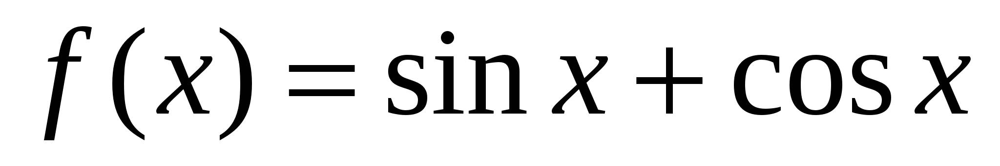 f(x) = sin x + cos x